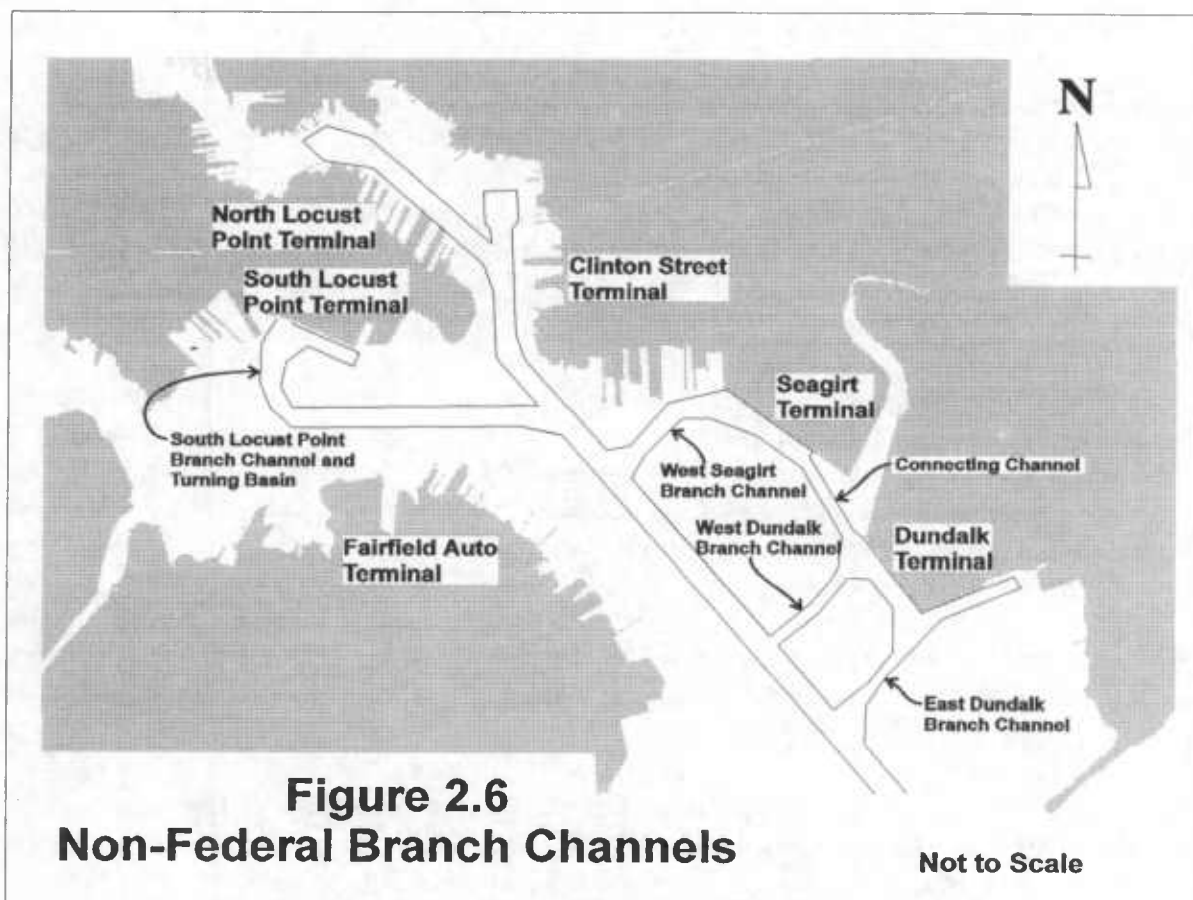 N
North Locust
Point Terminal
South Locust
Point Terminal
Clinton Street
Terminal
Seagirt
Terminal
South Locust Point
Branch Channel and
Turning Basin
West Seagirt
Branch Channel
Connecting Channel
West Dundalk
Branch Channel
Dundalk
Terminal
Fairfield Auto
Terminal
East Dundalk
Branch Channel
Figure 2.6
Non-Federal Branch Channels
Not to Scale